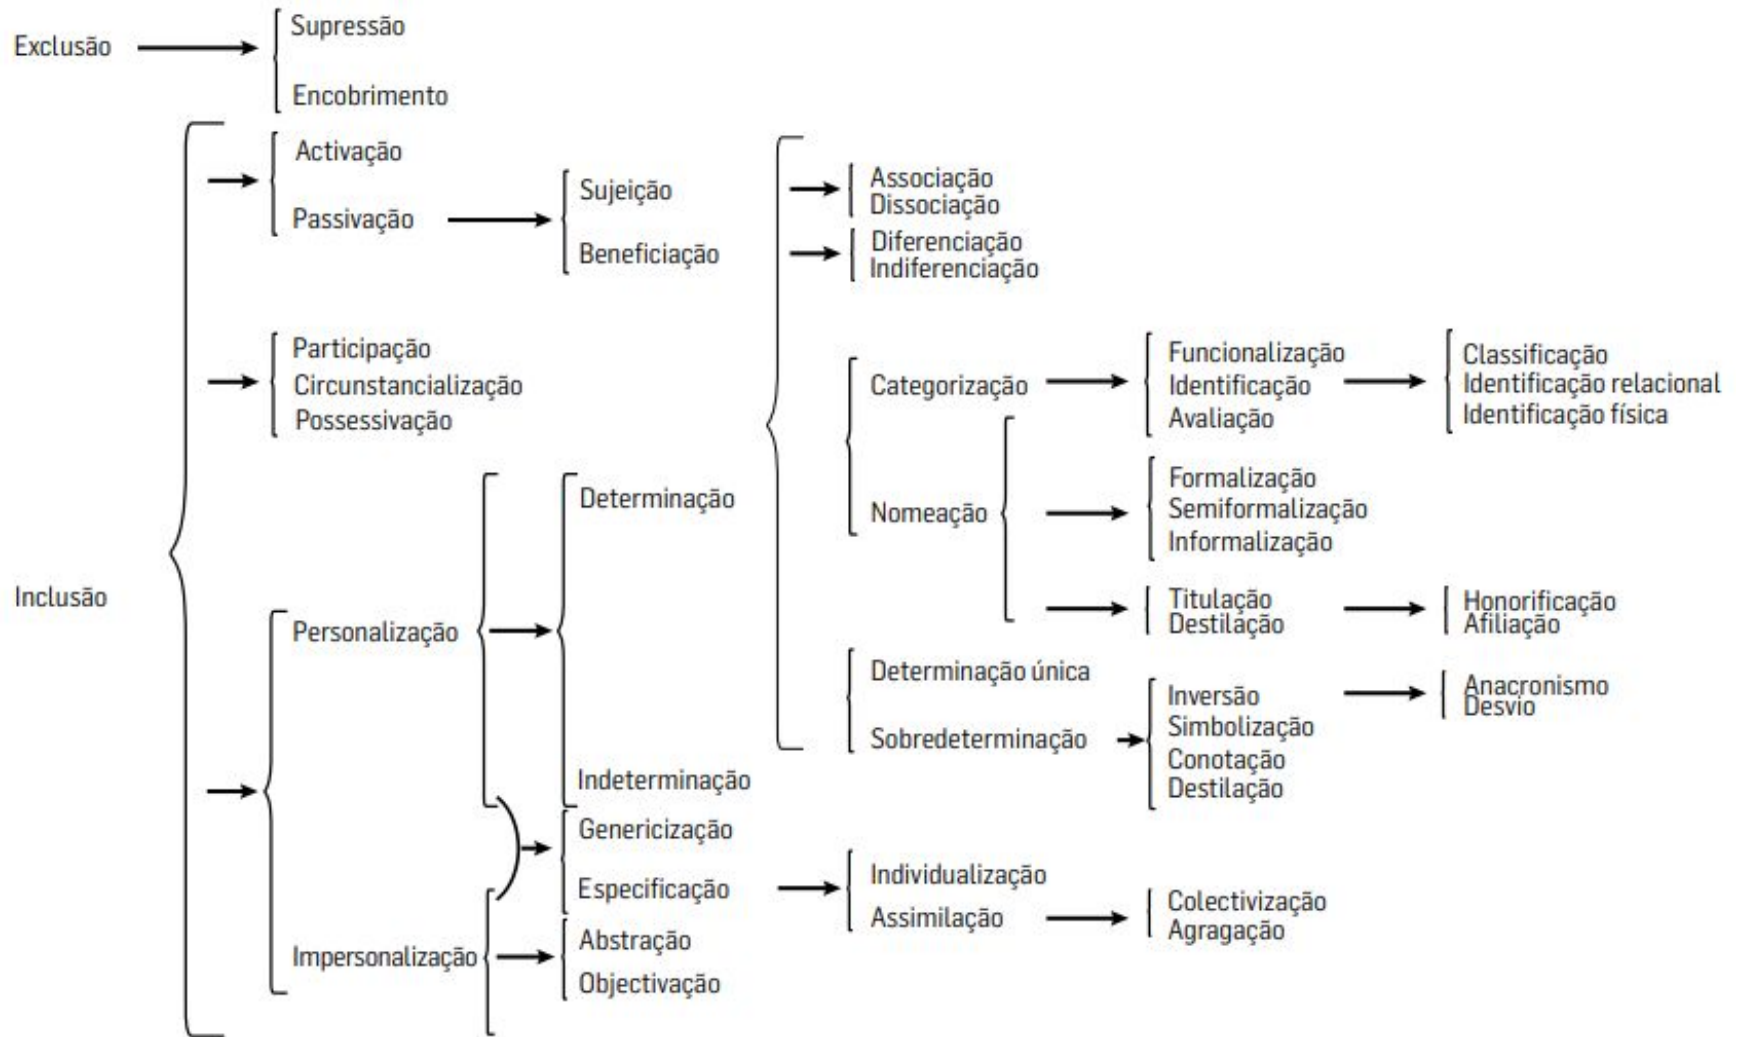 Exclusão
Supressão
Encobrimento
Inclusão
Activação
Passivação
Sujeição
Beneficiação
Participação
Circunstancialização
Possessivação
Personalização
Impersonalização
Determinação
Indeterminação
Genericização
Especificação
Abstração
Objectivação
Associação
Dissociação
Diferenciação
Indiferenciação
Categorização
Nomeação
Funcionalização
Identificação
Avaliação
Classificação
Identificação relacional
Identificação física
Formalização
Semiformalização
Informalização
Titulação
Destilação
Honorificação
Afiliação
Determinação única
Sobredeterminação
Inversão
Simbolização
Conotação
Destilação
Anacronismo
Desvio
Individualização
Assimilação
Colectivização
Agragação